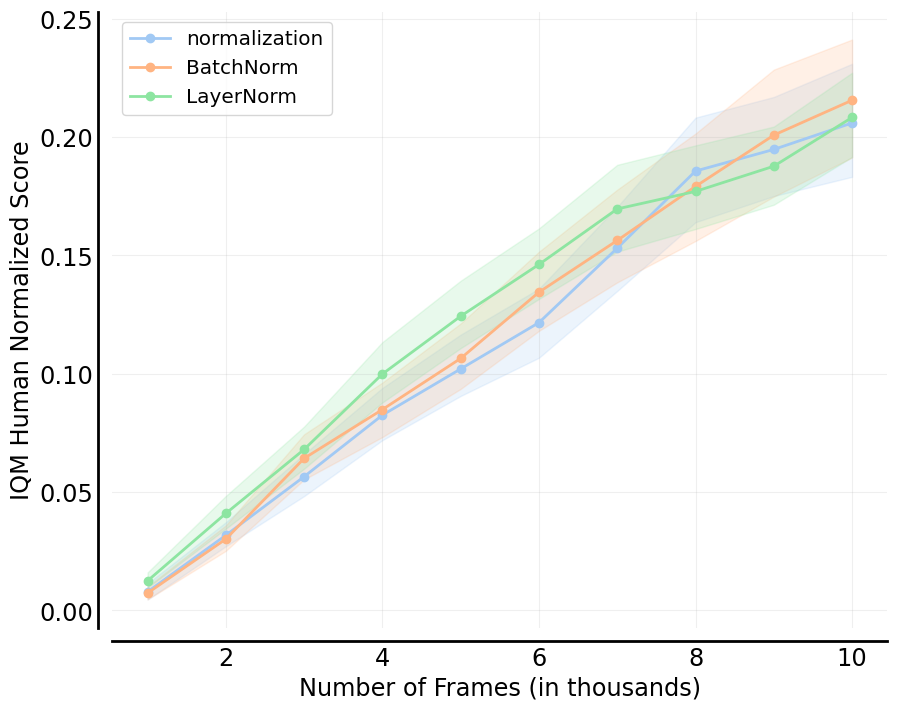 0.25
0.20
0.15
0.10
0.05
0.00
IQM Human Normalized Score
normalization
BatchNorm
LayerNorm
2
4
6
8
10
Number of Frames (in thousands)